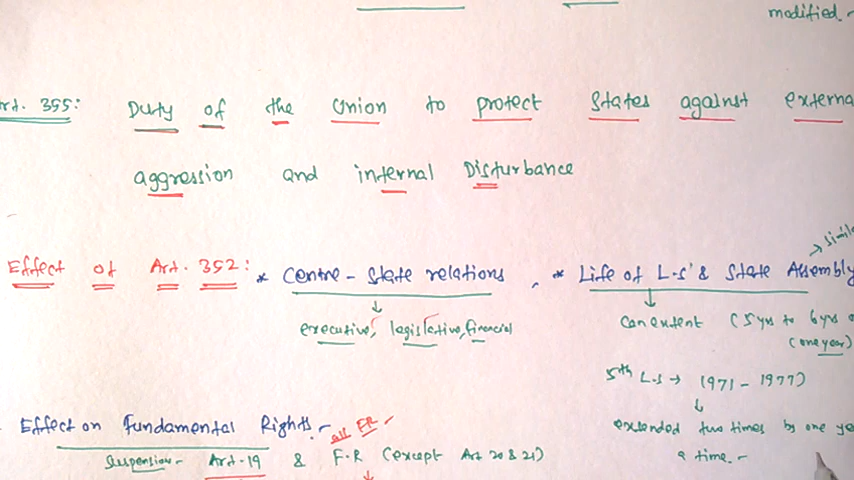 modified.-
rt. 355: Duty of the Union to protect States against externa
aggression and internal Disturbance
Effect of Art. 352: * Centre - State relations , * Life of L-S' & State Assembly
executive, legislative, financial
Can extent (5yrs to 6yrs
(one year)
5th L.S → (1971 - 1977)
Effect on Fundamental Rights.-
all FR
extended two times by one ye
a time.-
Suspension- Art-19 & F.R (except Art 20 & 21)